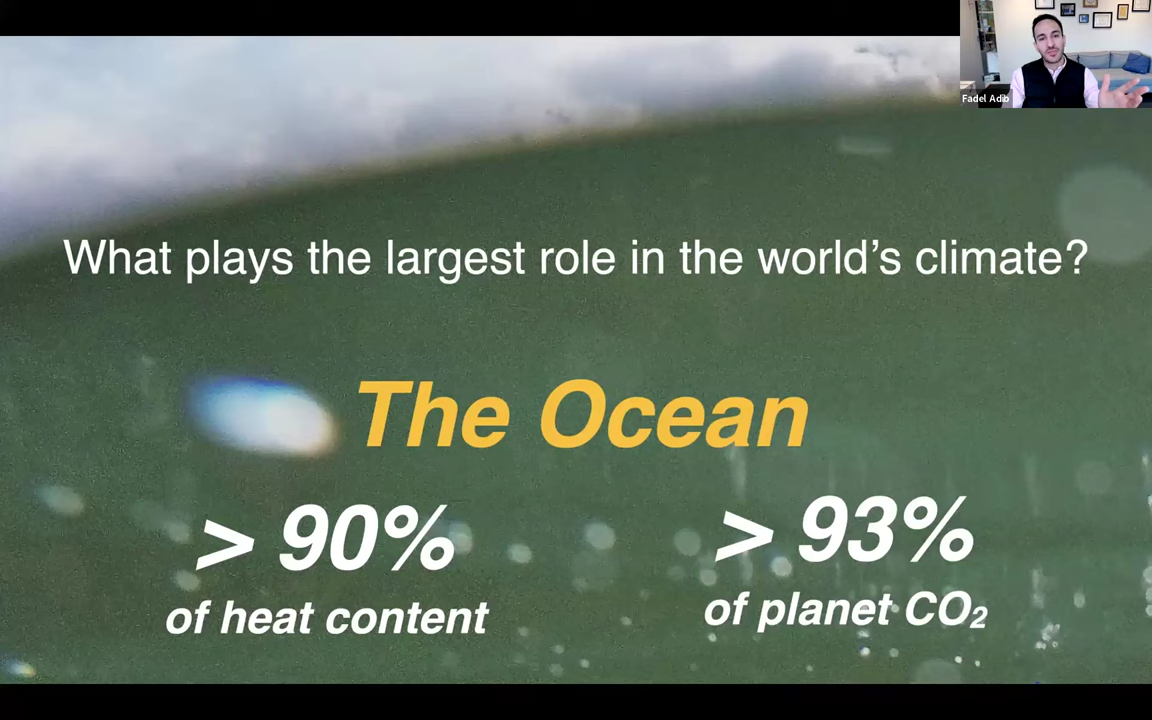 Fadel Adib
What plays the largest role in the world's climate?
The Ocean
> 90%
of heat content
> 93%
of planet CO₂